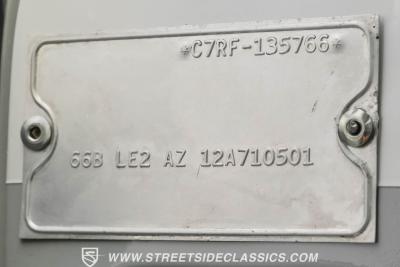 *C7RF-135766*
66B LE2 AZ 12A710501
WWW.STREETSIDECLASSICS.COM